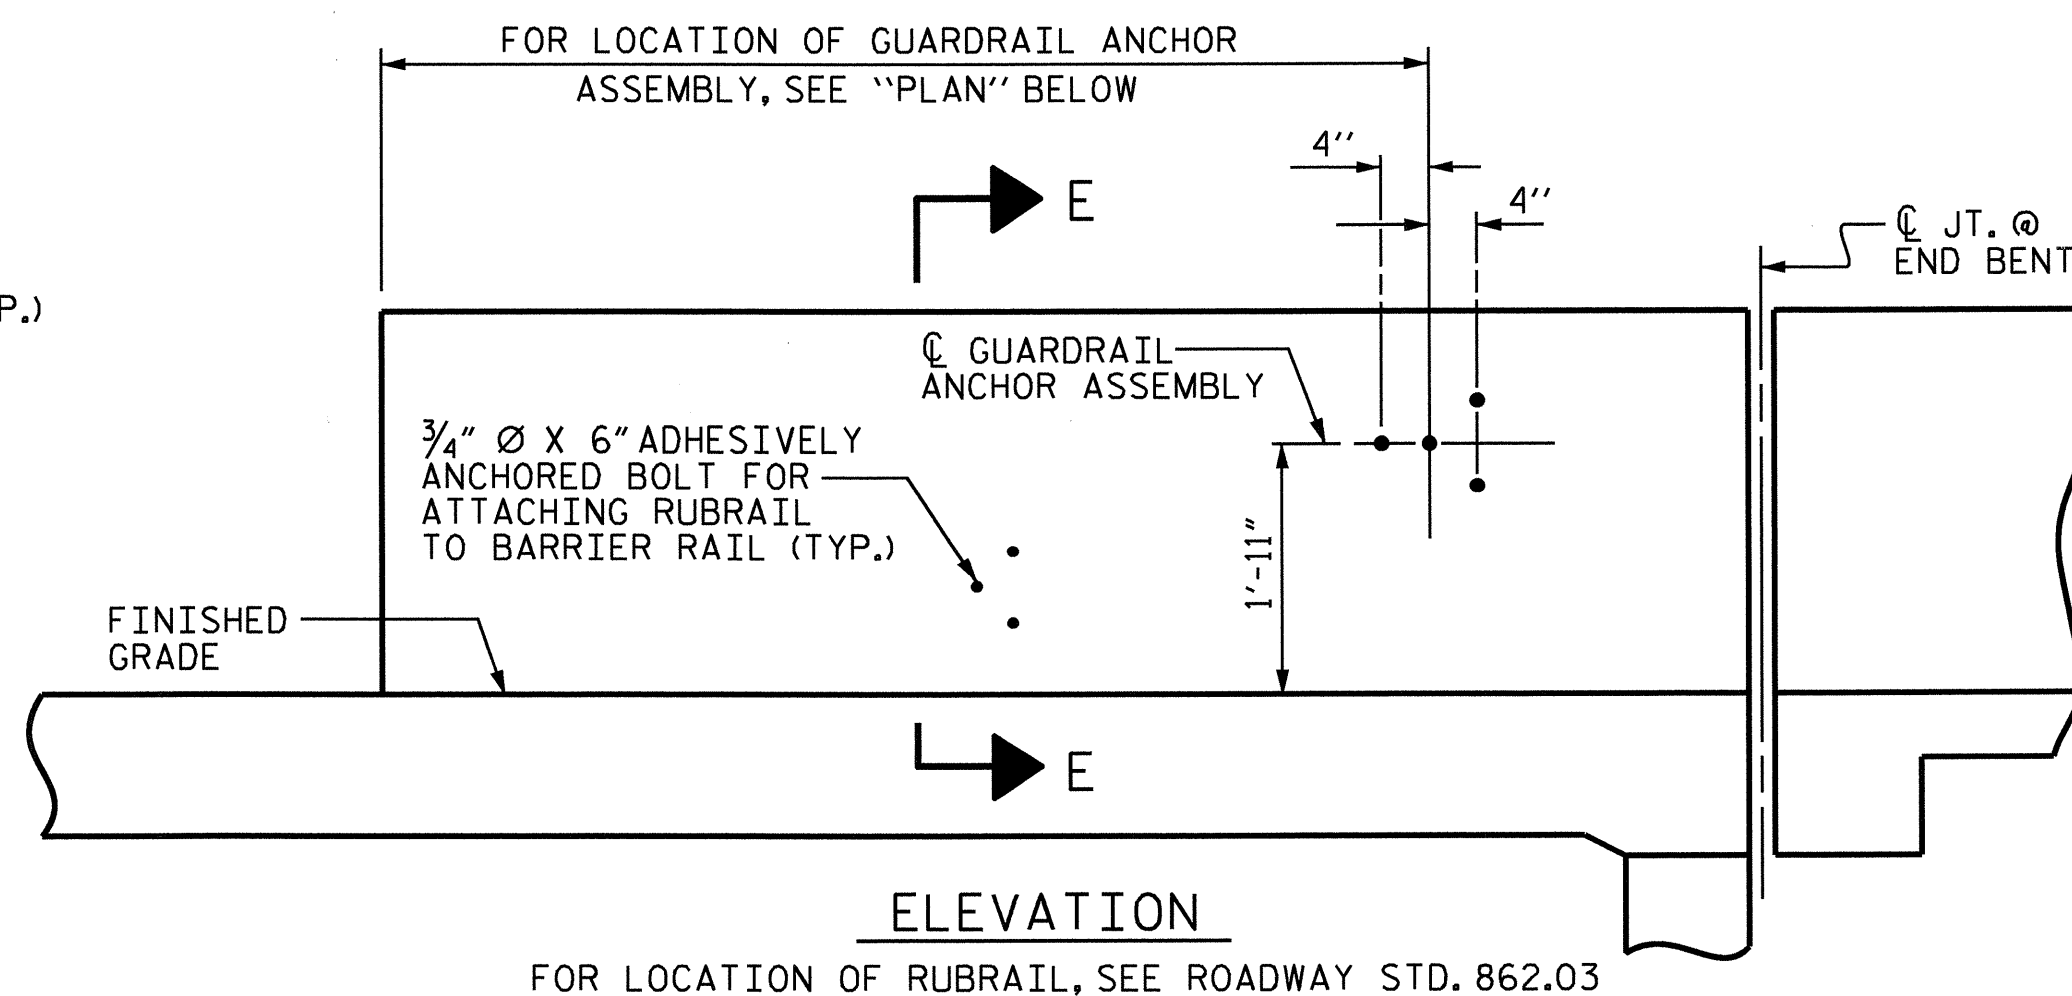 FOR LOCATION OF GUARDRAIL ANCHOR
ASSEMBLY, SEE ‘‘PLAN’’ BELOW
4’’
E
4’’
℄ JT. @
END BENT
P.)
℄ GUARDRAIL
ANCHOR ASSEMBLY
3/4” Ø X 6” ADHESIVELY
ANCHORED BOLT FOR
ATTACHING RUBRAIL
TO BARRIER RAIL (TYP.)
1’-11”
FINISHED
GRADE
E
ELEVATION
FOR LOCATION OF RUBRAIL, SEE ROADWAY STD. 862.03